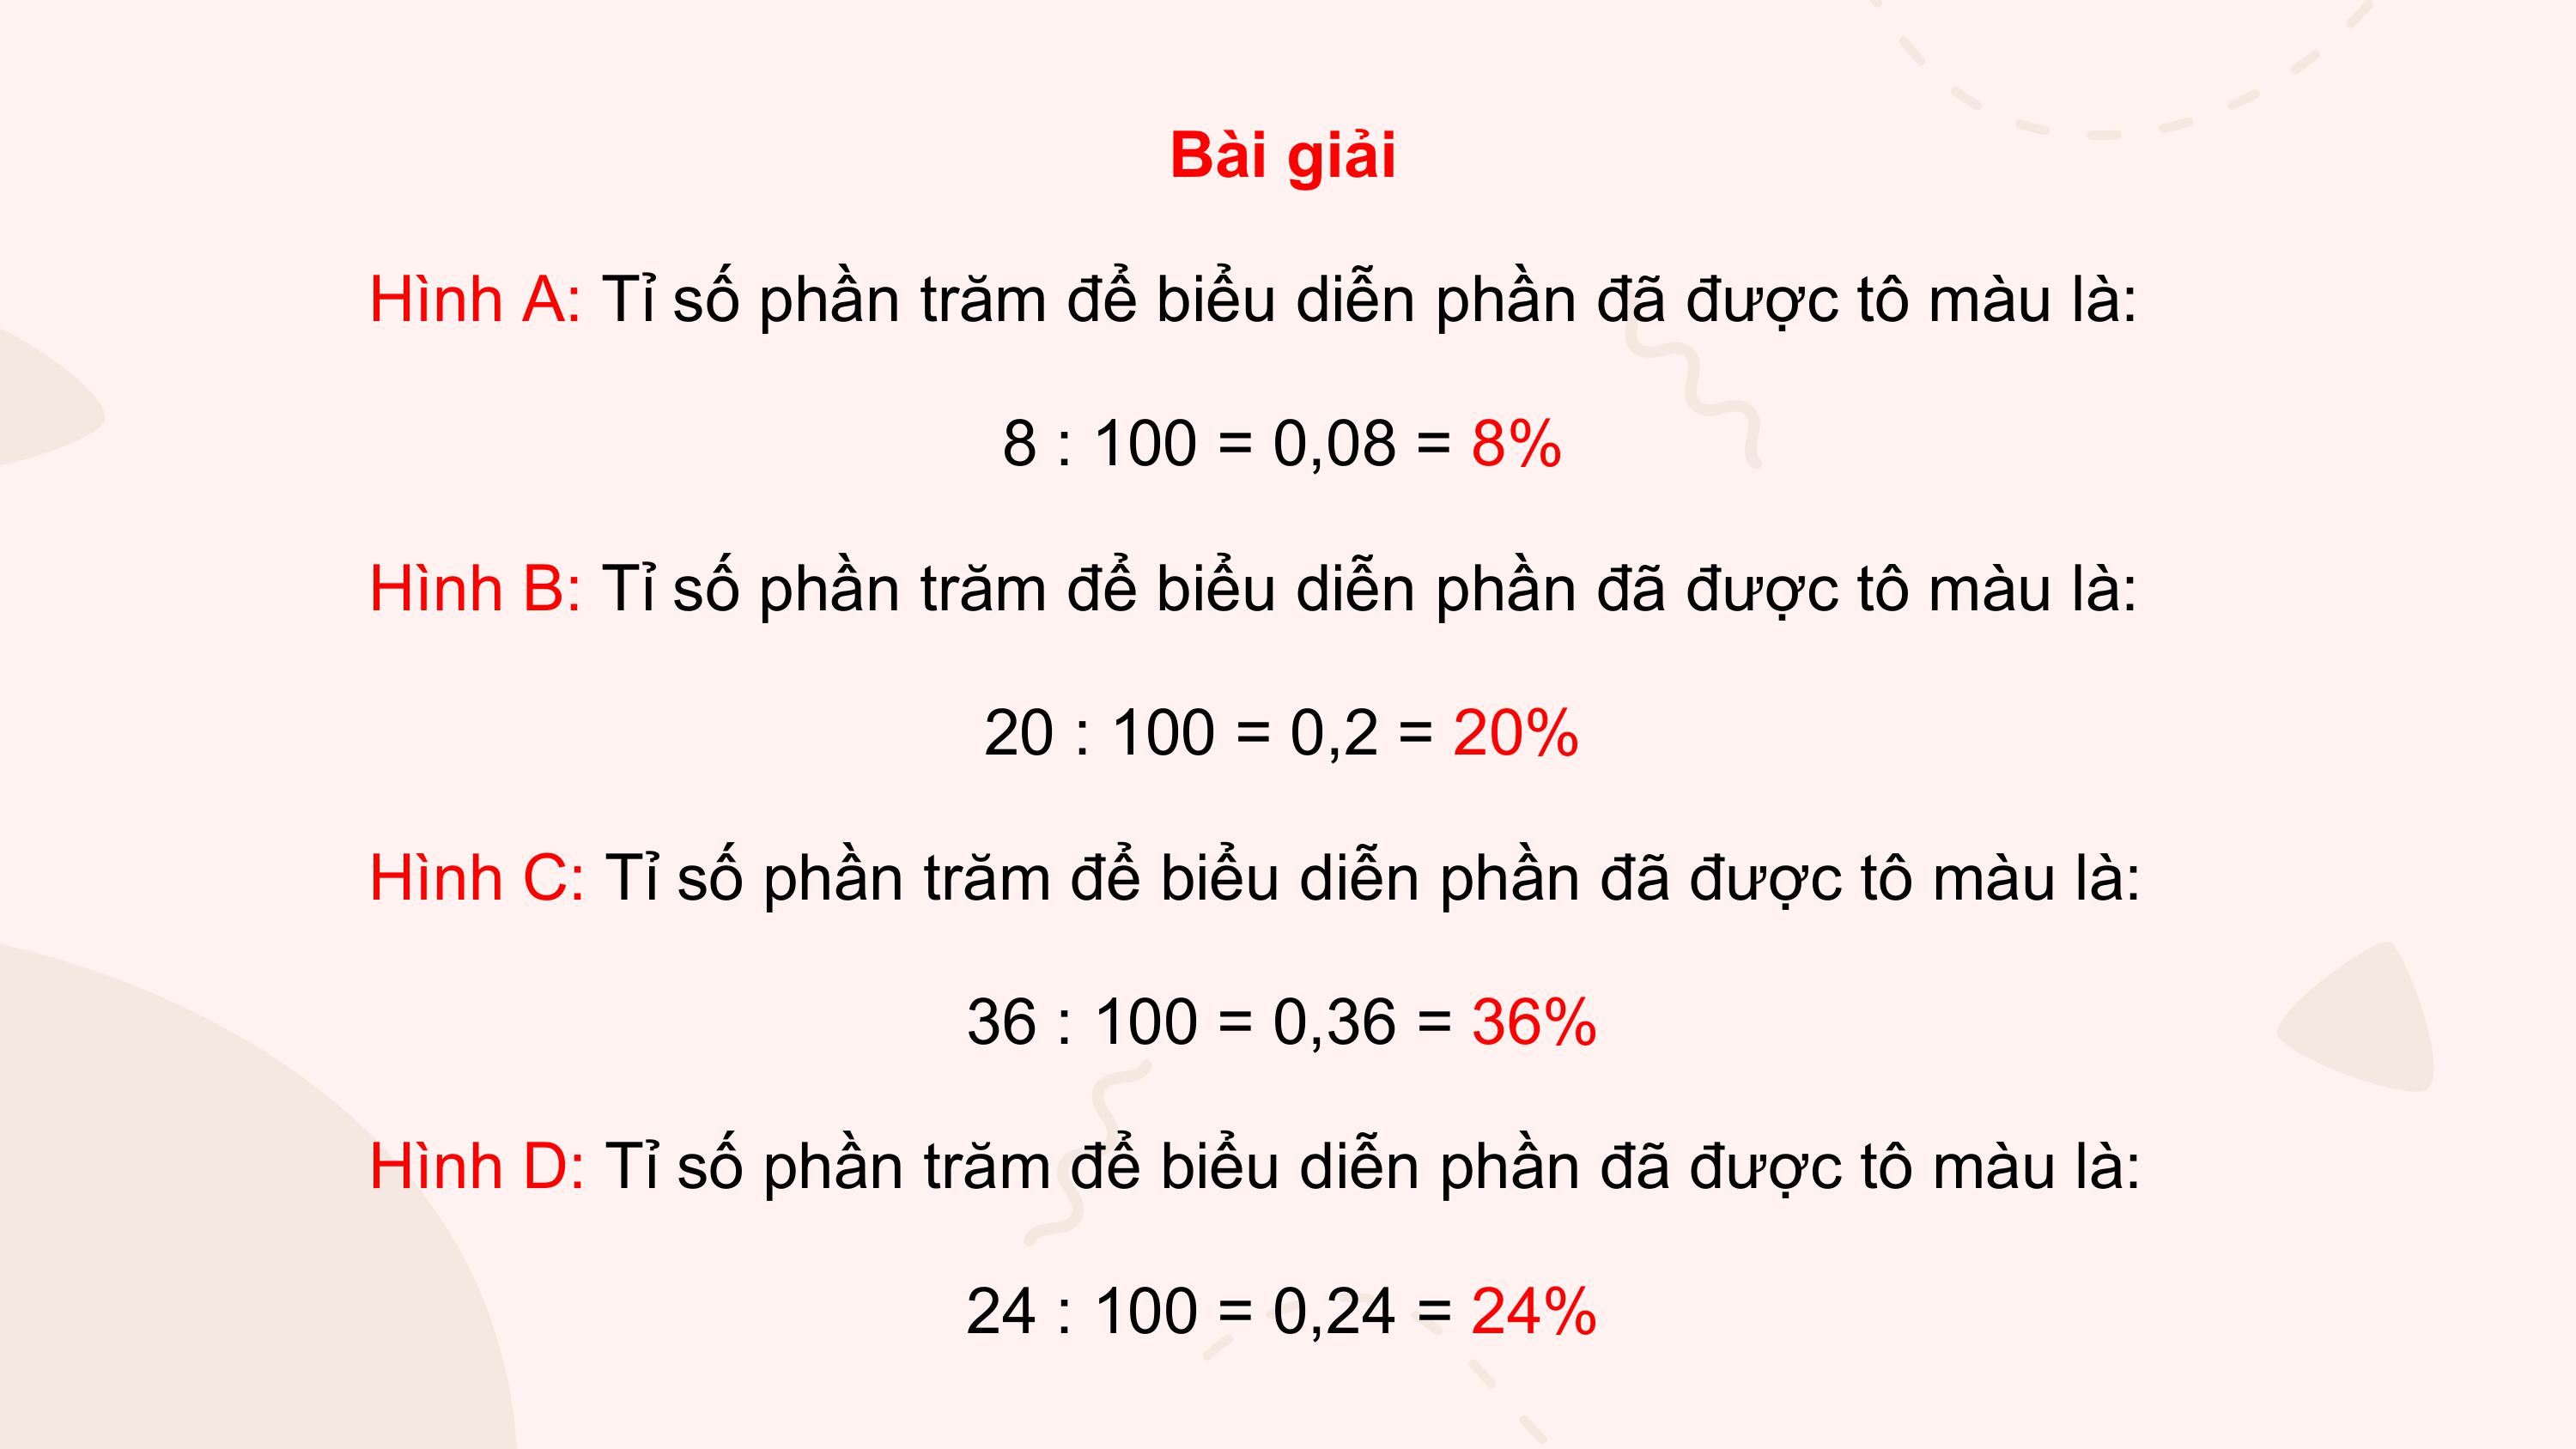 Bài giải
Hình A: Tỉ số phần trăm để biểu diễn phần đã được tô màu là:
8 : 100 = 0,08 = 8%
Hình B: Tỉ số phần trăm để biểu diễn phần đã được tô màu là:
20 : 100 = 0,2 = 20%
Hình C: Tỉ số phần trăm để biểu diễn phần đã được tô màu là:
36 : 100 = 0,36 = 36%
Hình D: Tỉ số phần trăm để biểu diễn phần đã được tô màu là:
24 : 100 = 0,24 = 24%